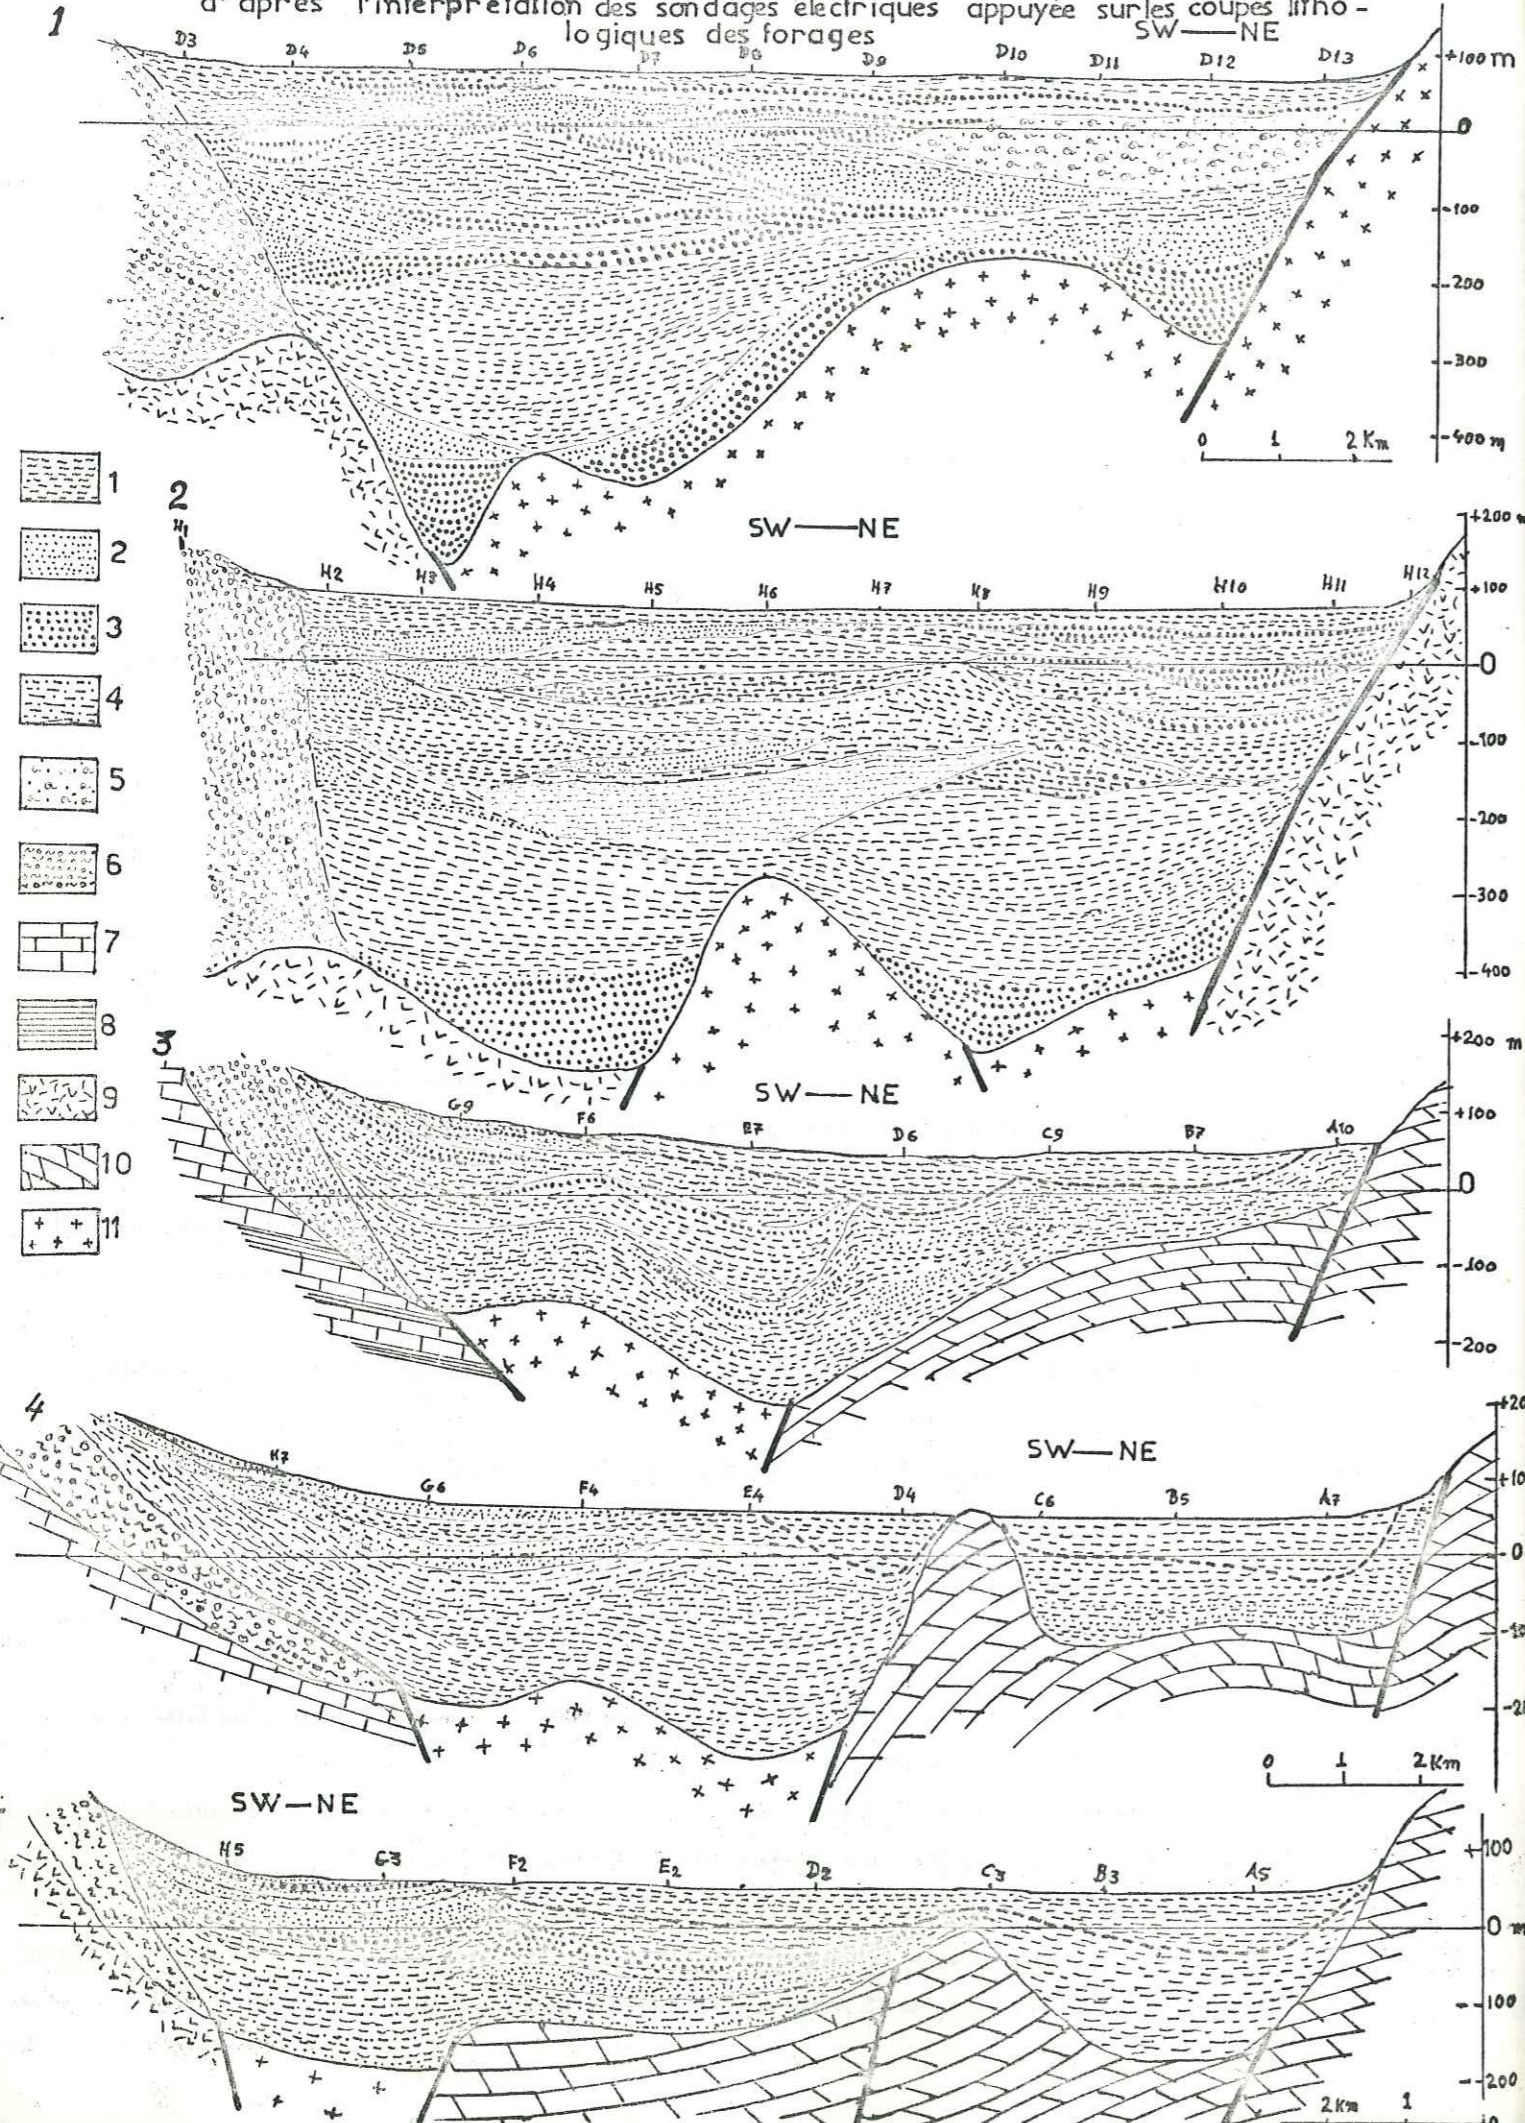 d'après l'interprétation des sondages électriques appuyée sur les coupes litho-
logiques des forages
SW—NE
1
D3 D4 D5 D6 D7 D8 D9 D10 D11 D12 D13
+100 m
0
-100
-200
-300
-400 m
0 1 2 Km
1
2
3
4
5
6
7
8
9
10
11
2
SW—NE
H1 H2 H3 H4 H5 H6 H7 H8 H9 H10 H11 H12
+200 m
+100
0
-100
-200
-300
-400
3
SW—NE
G9 F6 E7 D6 C9 B7 A10
+200 m
+100
0
-100
-200
4
SW—NE
H7 G6 F4 E4 D4 C6 B5 A7
+20
+10
0
-10
-20
0 1 2 Km
SW—NE
H5 G3 F2 E2 D2 C3 B3 A5
+100
0 m
-100
-200
2 Km 1